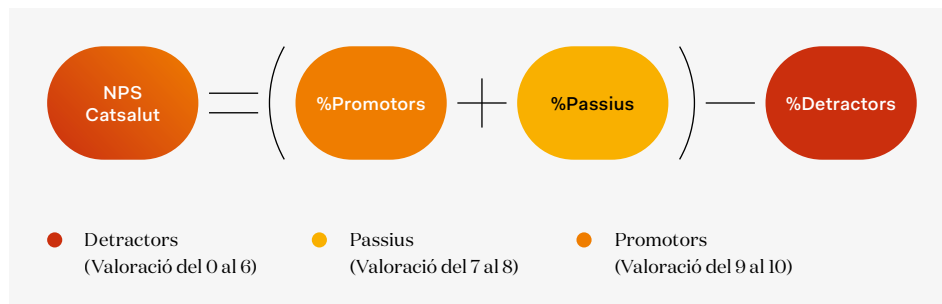 NPS
Catsalut
=
(
%Promotors
+
%Passius
)
—
%Detractors
Detractors
(Valoració del 0 al 6)
Passius
(Valoració del 7 al 8)
Promotors
(Valoració del 9 al 10)